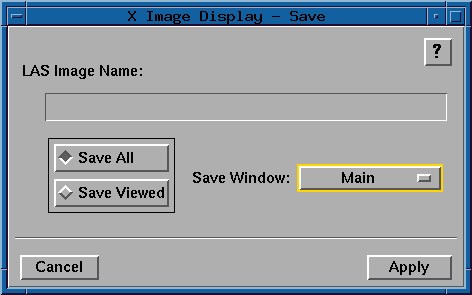 X Image Display - Save
?
LAS Image Name:
Save All
Save Viewed
Save Window: Main
Cancel Apply